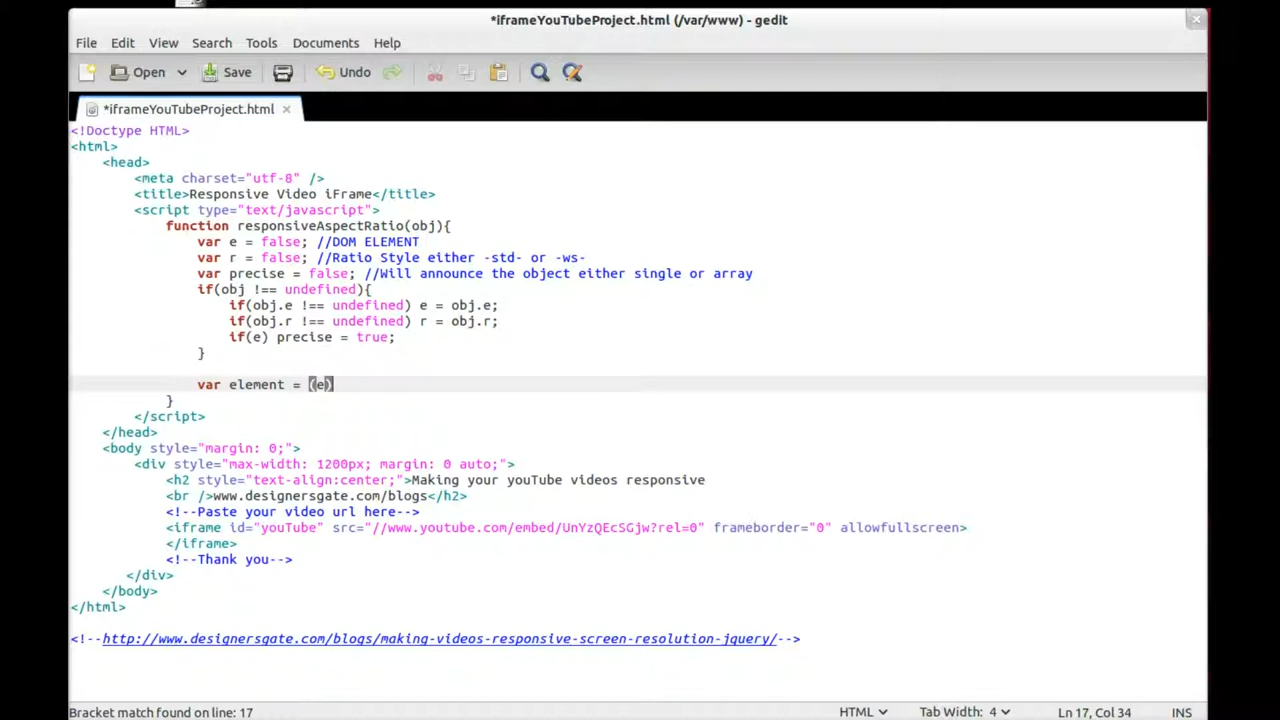 *iframeYouTubeProject.html (/var/www) - gedit
File Edit View Search Tools Documents Help
Open Save Undo
*iframeYouTubeProject.html
<!Doctype HTML>
<html>
<head>
<meta charset="utf-8" />
<title>Responsive Video iFrame</title>
<script type="text/javascript">
function responsiveAspectRatio(obj){
var e = false; //DOM ELEMENT
var r = false; //Ratio Style either -std- or -ws-
var precise = false; //Will announce the object either single or array
if(obj !== undefined){
if(obj.e !== undefined) e = obj.e;
if(obj.r !== undefined) r = obj.r;
if(e) precise = true;
}
var element = (e)
}
</script>
</head>
<body style="margin: 0;">
<div style="max-width: 1200px; margin: 0 auto;">
<h2 style="text-align:center;">Making your youTube videos responsive
<br />www.designersgate.com/blogs</h2>
<!--Paste your video url here-->
<iframe id="youTube" src="//www.youtube.com/embed/UnYzQEcSGjw?rel=0" frameborder="0" allowfullscreen>
</iframe>
<!--Thank you-->
</div>
</body>
</html>
<!--http://www.designersgate.com/blogs/making-videos-responsive-screen-resolution-jquery/-->
Bracket match found on line: 17 HTML Tab Width: 4 Ln 17, Col 34 INS